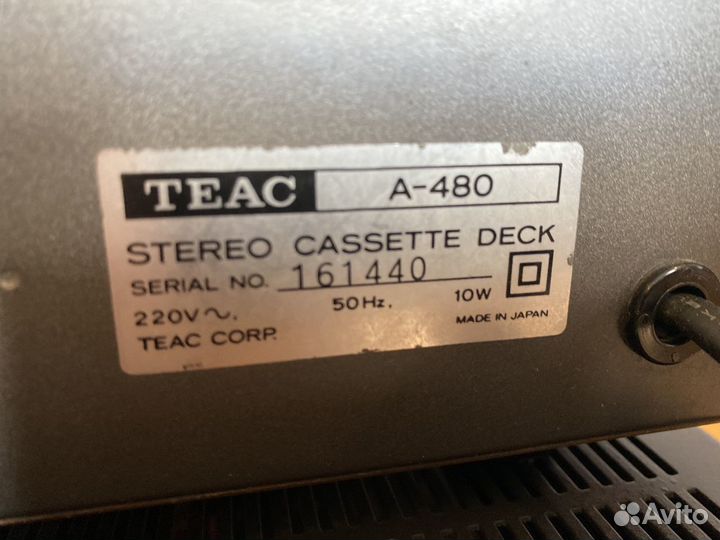 TEAC A-480
STEREO CASSETTE DECK
SERIAL NO. 161440
220V～, 50Hz, 10W
TEAC CORP. MADE IN JAPAN
Avito